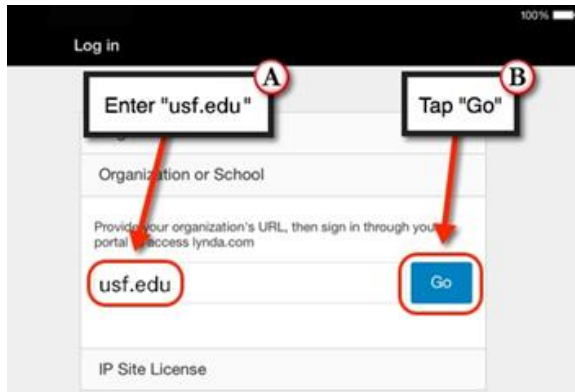 100%
Log in
A
B
Enter "usf.edu"
Tap "Go"
Organization or School
Provide your organization's URL, then sign in through your
portal to access lynda.com
usf.edu
Go
IP Site License